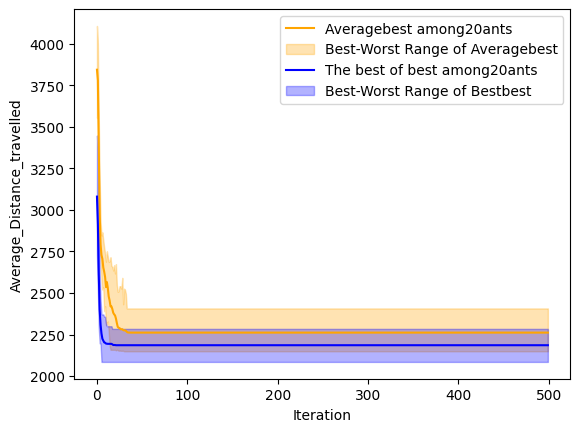 Averagebest among20ants
Best-Worst Range of Averagebest
The best of best among20ants
Best-Worst Range of Bestbest
Average_Distance_travelled
4000
3750
3500
3250
3000
2750
2500
2250
2000
0
100
200
300
400
500
Iteration